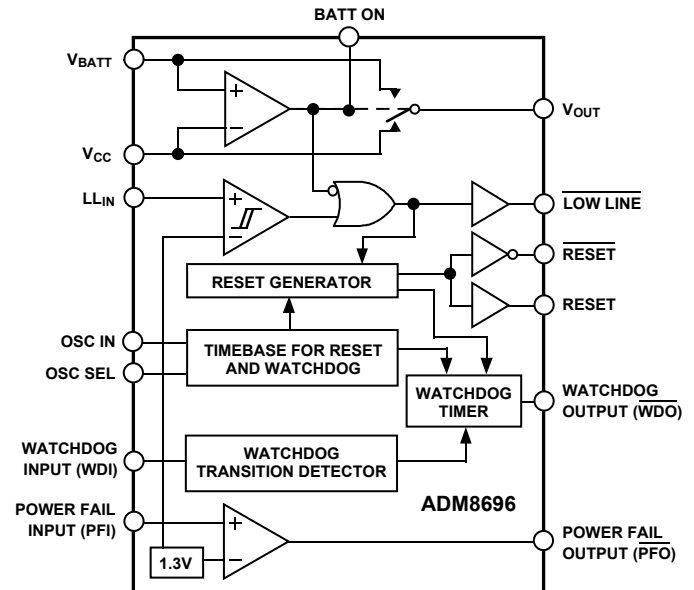 BATT ON
VBATT
VOUT
VCC
LLIN
LOW LINE
RESET
RESET GENERATOR
RESET
OSC IN
TIMEBASE FOR RESET
AND WATCHDOG
OSC SEL
WATCHDOG
TIMER
WATCHDOG
OUTPUT (WDO)
WATCHDOG
INPUT (WDI)
WATCHDOG
TRANSITION DETECTOR
ADM8696
POWER FAIL
INPUT (PFI)
1.3V
POWER FAIL
OUTPUT (PFO)